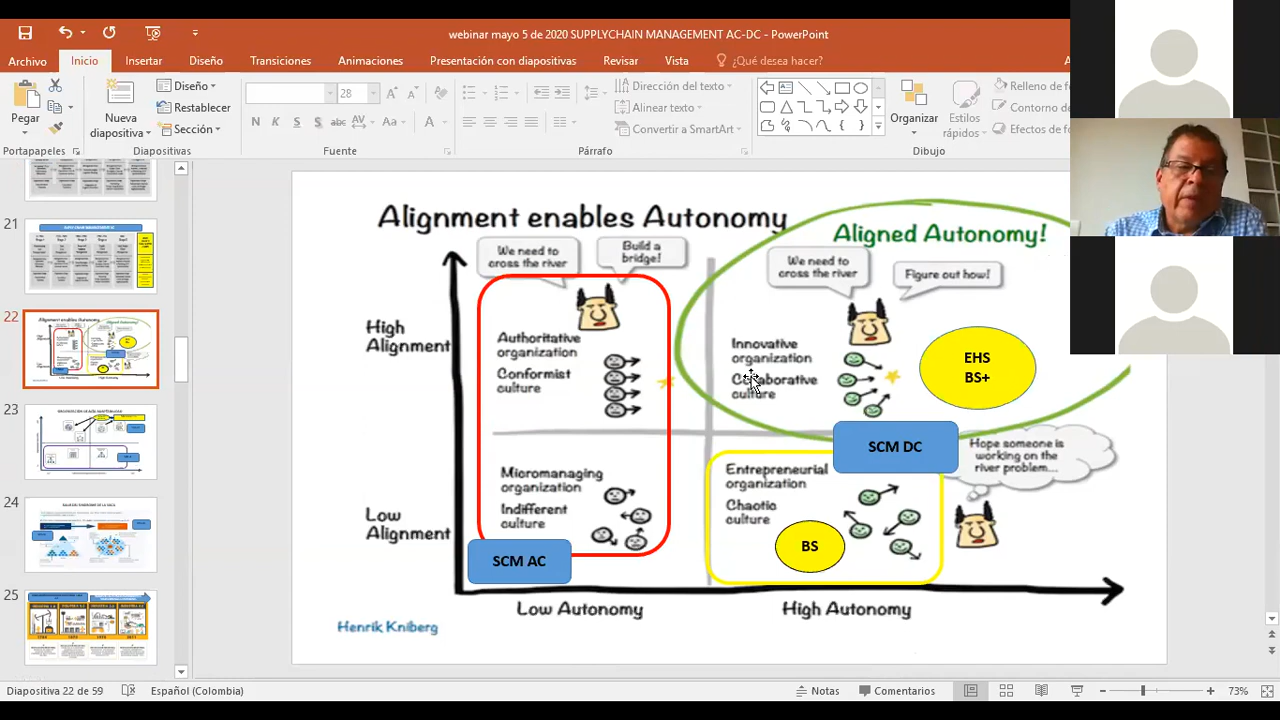 webinar mayo 5 de 2020 SUPPLYCHAIN MANAGEMENT AC-DC - PowerPoint
Archivo
Inicio
Insertar
Diseño
Transiciones
Animaciones
Presentación con diapositivas
Revisar
Vista
¿Qué desea hacer?
Pegar
Nueva
diapositiva
Diseño
Restablecer
Sección
28
N K S S abc AV Aa A
Dirección del texto
Alinear texto
Convertir a SmartArt
Organizar
Estilos
rápidos
Relleno de f
Contorno de
Efectos de fo
Portapapeles
Diapositivas
Fuente
Párrafo
Dibujo
21
22
23
24
25
Alignment enables Autonomy
Aligned Autonomy!
We need to
cross the river
Build a
bridge!
We need to
cross the river
Figure out how!
High
Alignment
Authoritative
organization
Conformist
culture
Innovative
organization
Collaborative
culture
EHS
BS+
SCM DC
Hope someone is
working on the
river problem...
Low
Alignment
Micromanaging
organization
Indifferent
culture
Entrepreneurial
organization
Chaotic
culture
BS
SCM AC
Low Autonomy
High Autonomy
Henrik Kniberg
Diapositiva 22 de 59
Español (Colombia)
Notas
Comentarios
73%